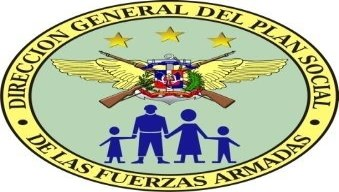 DIRECCION GENERAL DEL PLAN SOCIAL
DE LAS FUERZAS ARMADAS